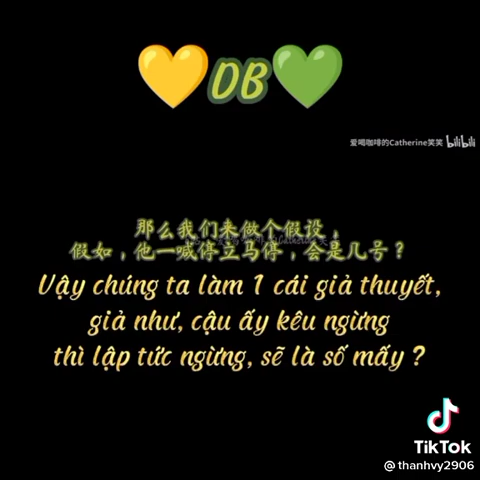 DB
爱喝咖啡的Catherine笑笑 bilibili
那么我们来做个假设，
假如，他一喊停立马停，会是几号？
Vậy chúng ta làm 1 cái giả thuyết,
giả như, cậu ấy kêu ngừng
thì lập tức ngừng, sẽ là số mấy ?
TikTok
@thanhvy2906